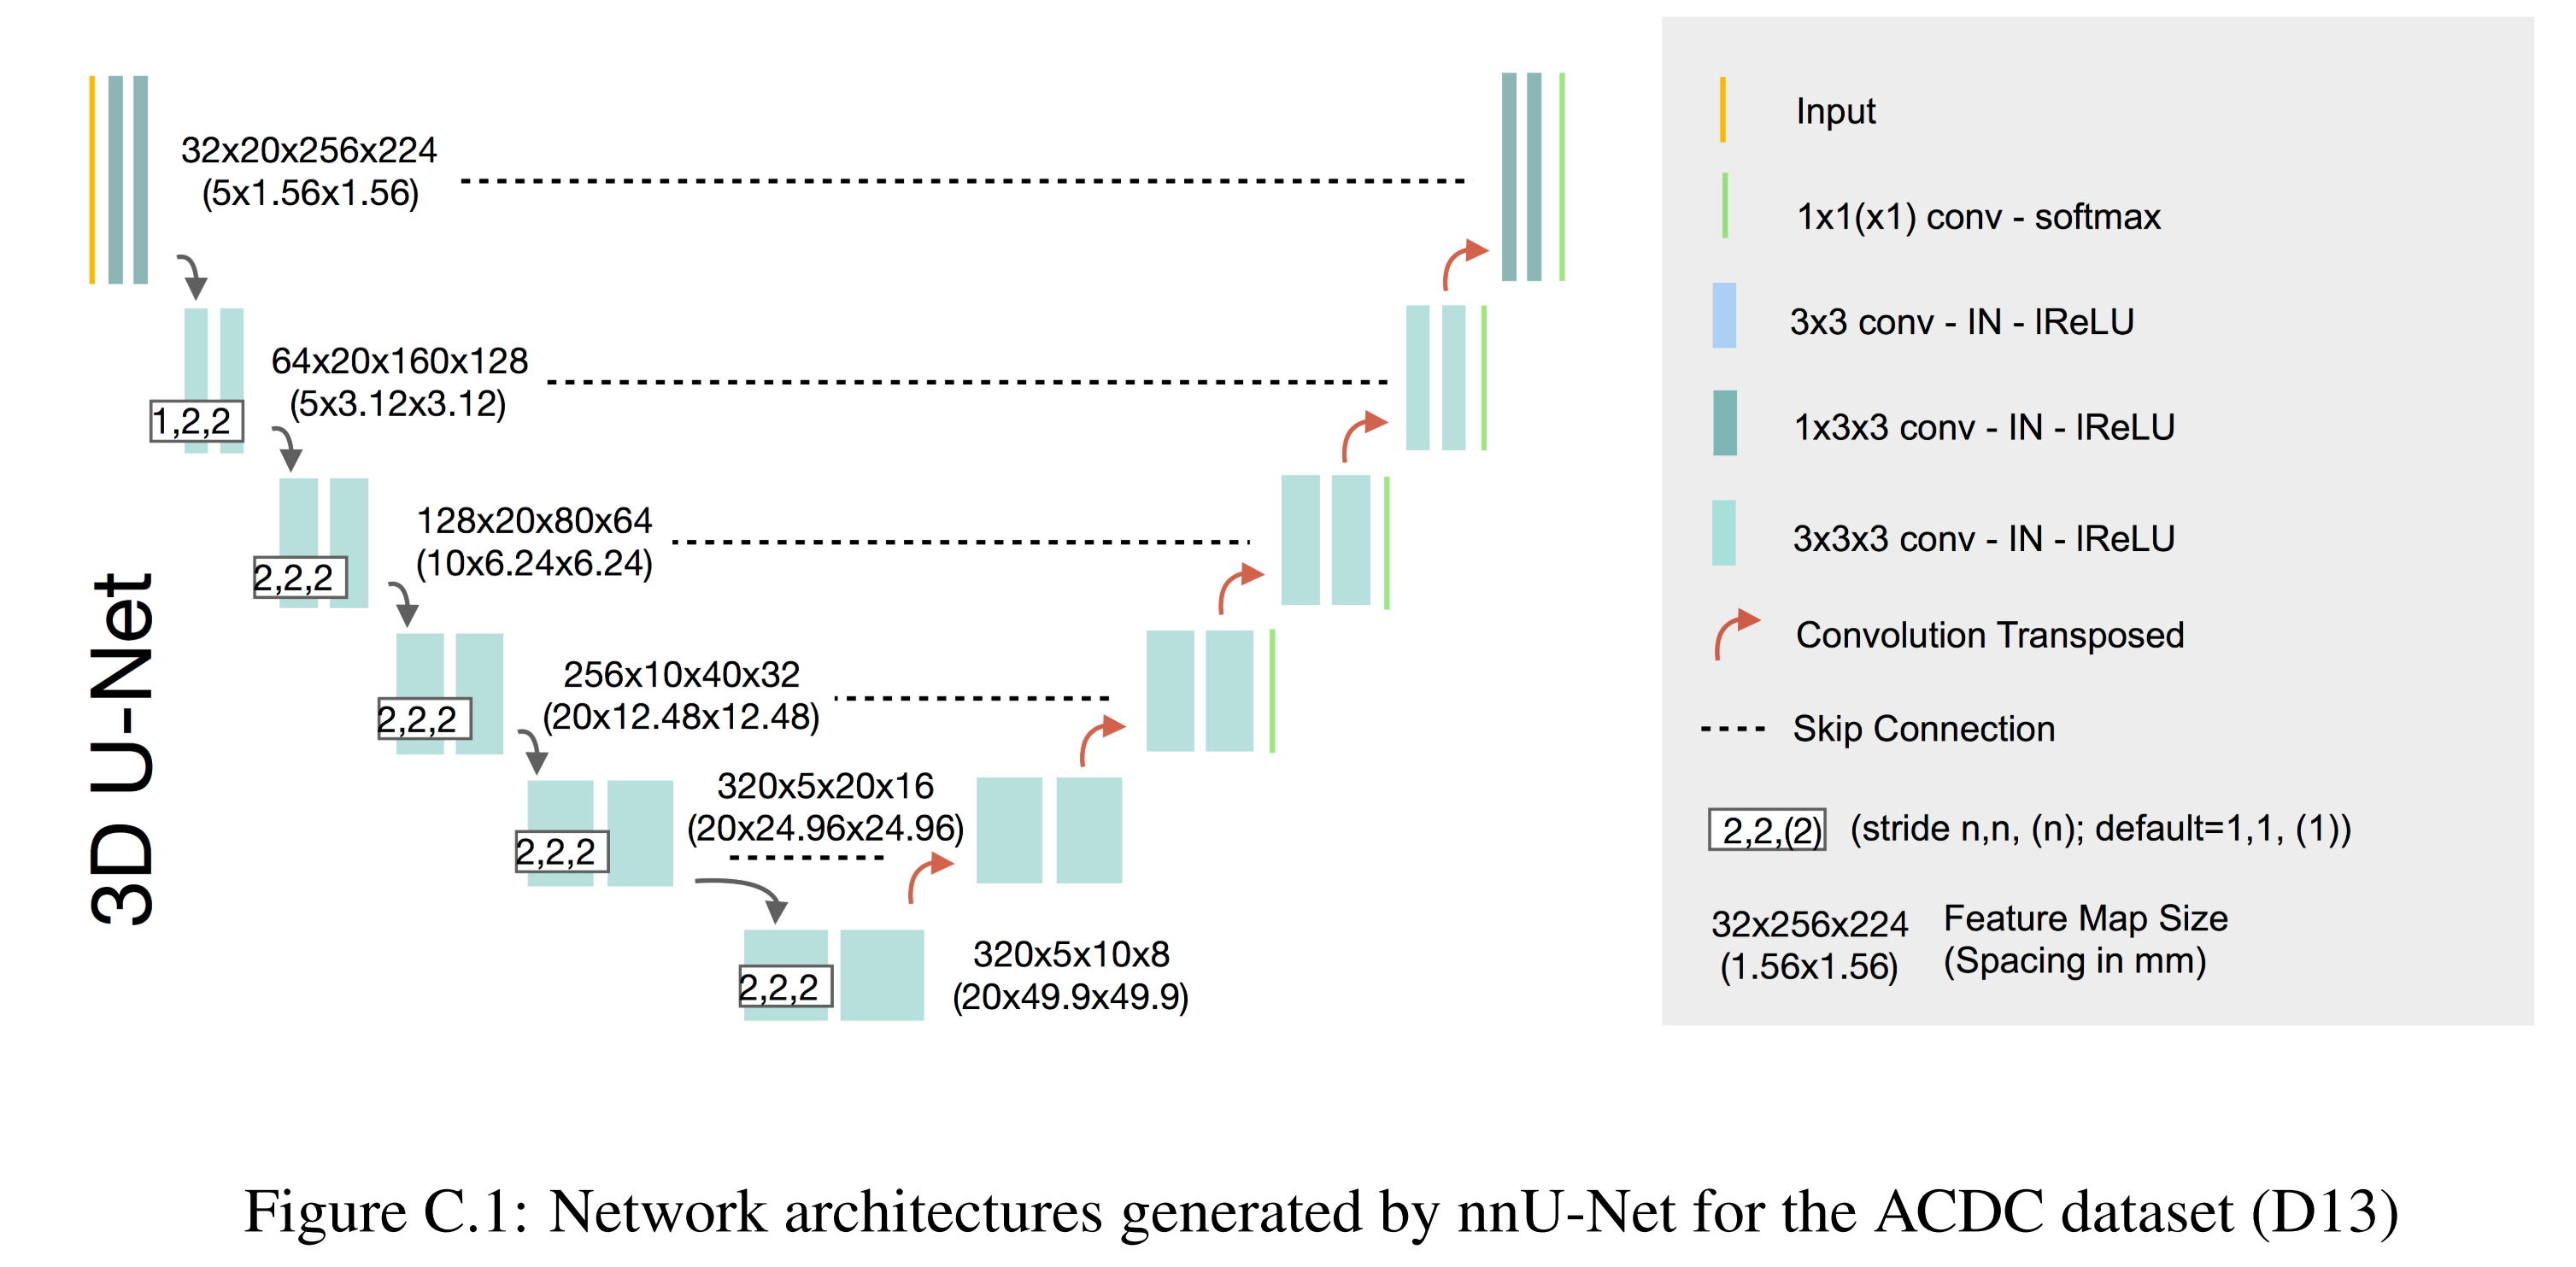 3D U-Net
32x20x256x224
(5x1.56x1.56)
64x20x160x128
(5x3.12x3.12)
1,2,2
128x20x80x64
(10x6.24x6.24)
2,2,2
256x10x40x32
(20x12.48x12.48)
2,2,2
320x5x20x16
(20x24.96x24.96)
2,2,2
320x5x10x8
(20x49.9x49.9)
2,2,2
Input
1x1(x1) conv - softmax
3x3 conv - IN - lReLU
1x3x3 conv - IN - lReLU
3x3x3 conv - IN - lReLU
Convolution Transposed
Skip Connection
2,2,(2) (stride n,n, (n); default=1,1, (1))
32x256x224 Feature Map Size
(1.56x1.56) (Spacing in mm)
Figure C.1: Network architectures generated by nnU-Net for the ACDC dataset (D13)